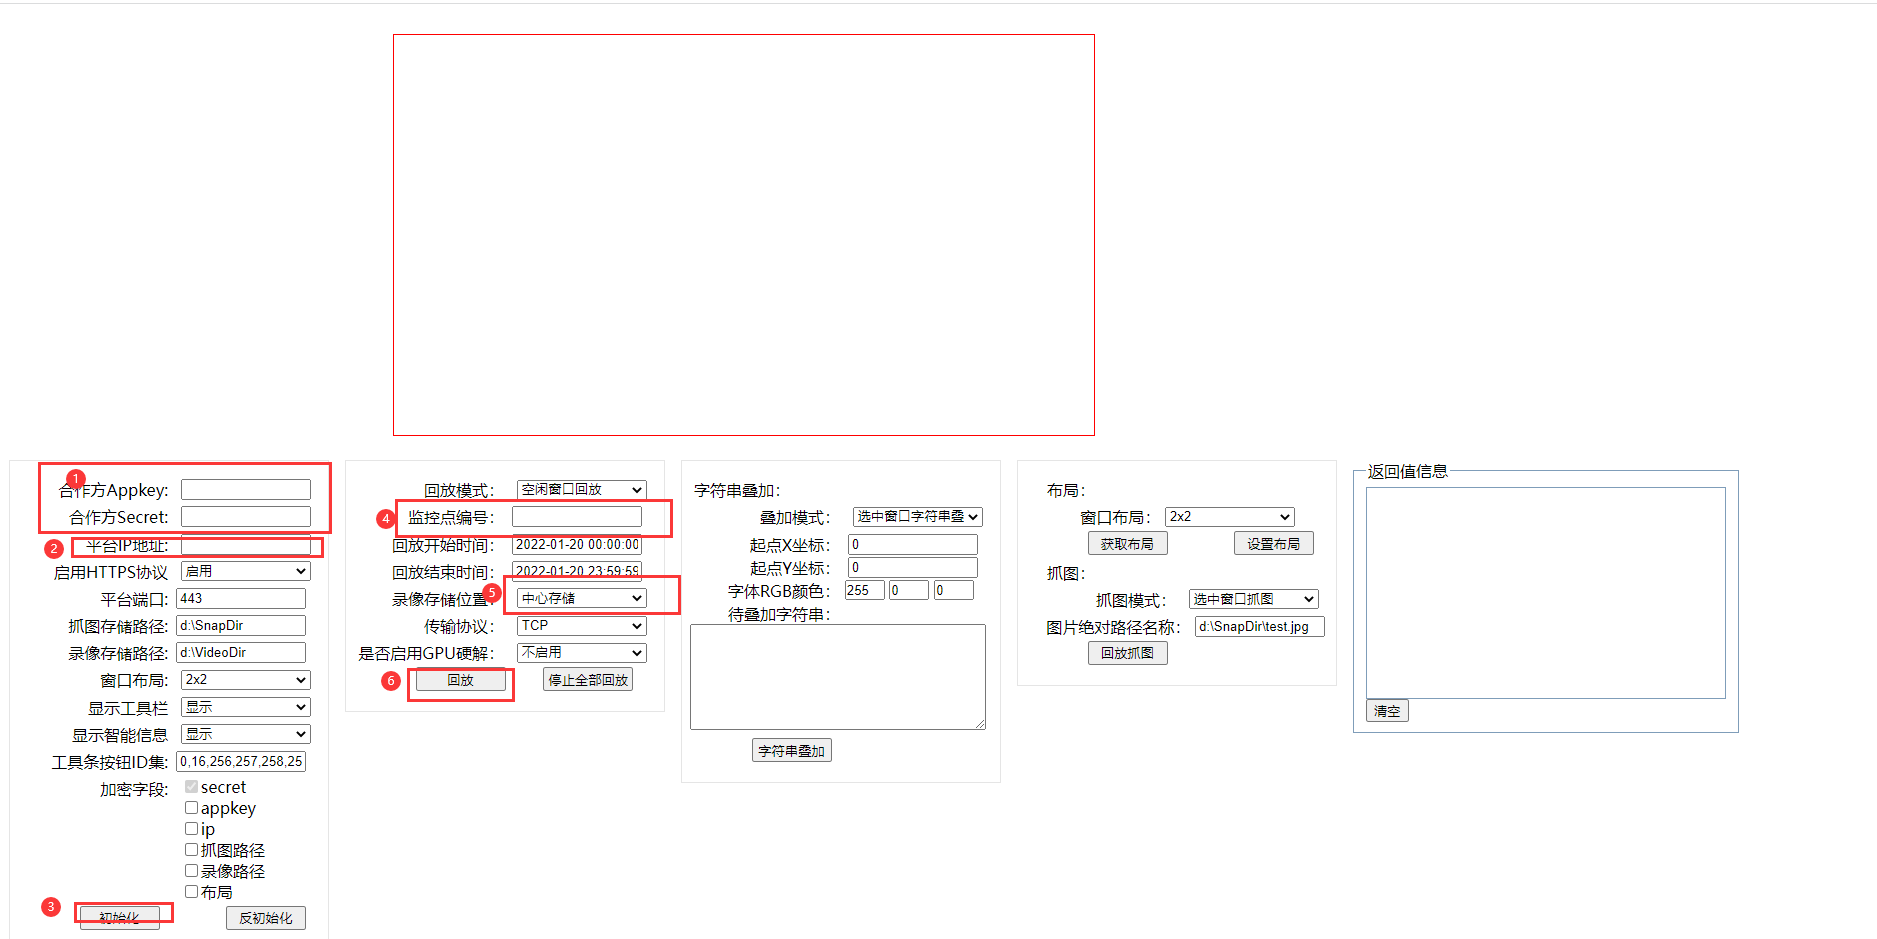 1
合作方Appkey:
合作方Secret:
2
平台IP地址:
启用HTTPS协议 启用
平台端口: 443
抓图存储路径: d:\SnapDir
录像存储路径: d:\VideoDir
窗口布局: 2x2
显示工具栏 显示
显示智能信息 显示
工具条按钮ID集: 0,16,256,257,258,25
加密字段: secret
appkey
ip
抓图路径
录像路径
布局
3
初始化 反初始化
回放模式: 空闲窗口回放
4
监控点编号:
回放开始时间: 2022-01-20 00:00:00
回放结束时间: 2022-01-20 23:59:59
5
录像存储位置: 中心存储
传输协议: TCP
是否启用GPU硬解: 不启用
6
回放 停止全部回放
字符串叠加:
叠加模式: 选中窗口字符串叠
起点X坐标: 0
起点Y坐标: 0
字体RGB颜色: 255 0 0
待叠加字符串:
字符串叠加
布局:
窗口布局: 2x2
获取布局 设置布局
抓图:
抓图模式: 选中窗口抓图
图片绝对路径名称: d:\SnapDir\test.jpg
回放抓图
返回值信息
清空